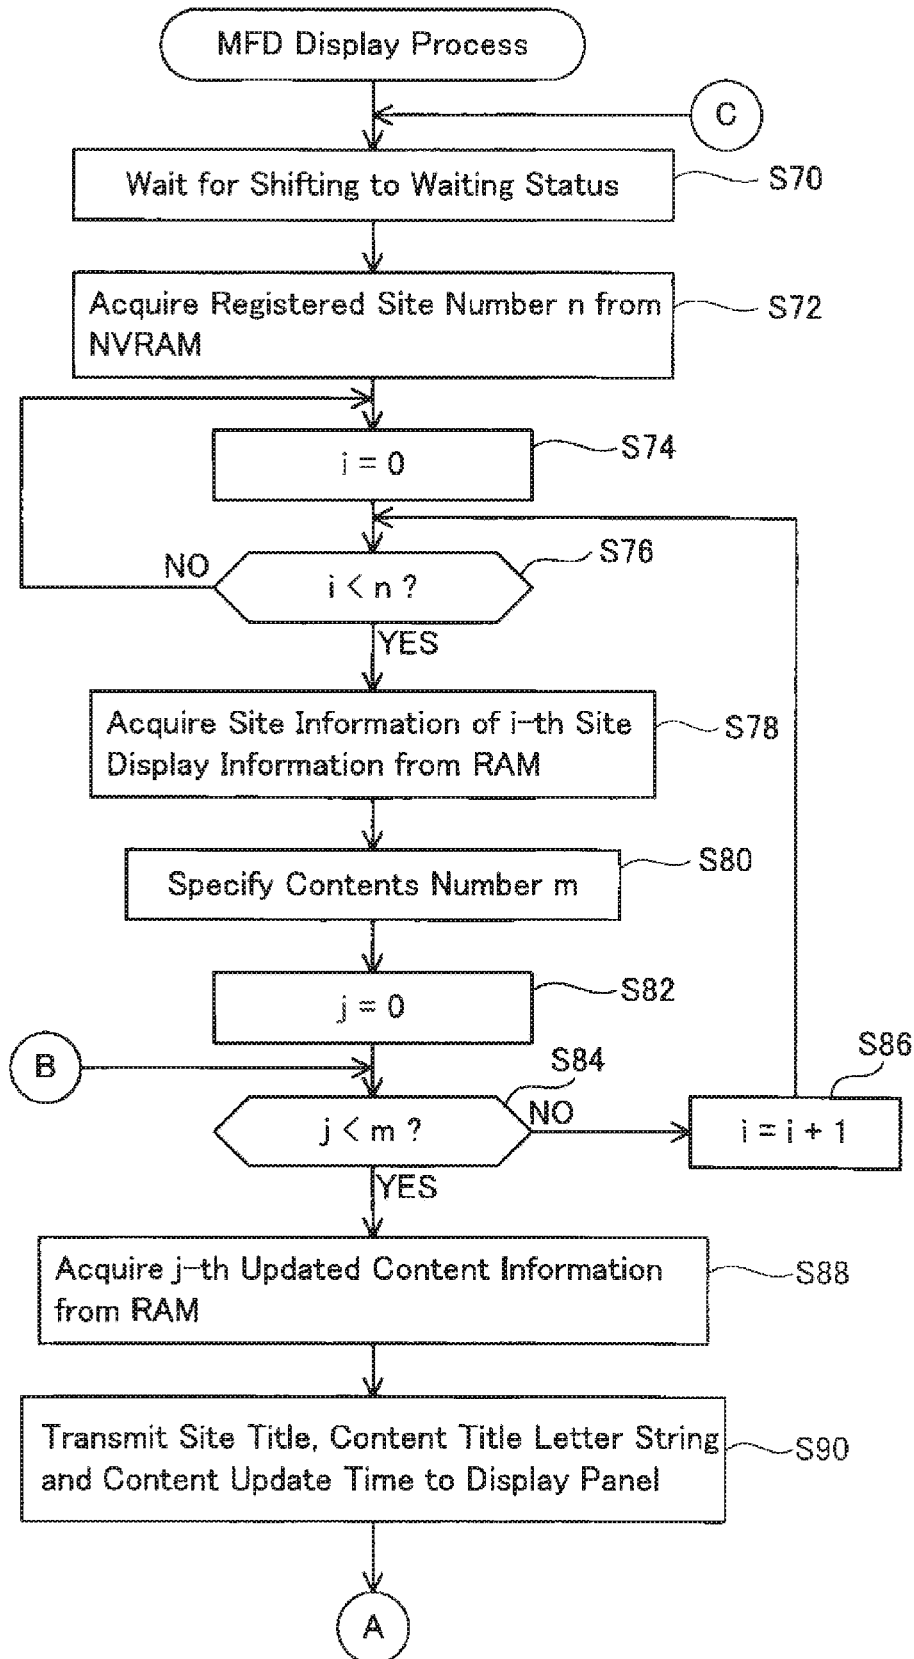 MFD Display Process
C
Wait for Shifting to Waiting Status
S70
Acquire Registered Site Number n from
NVRAM
S72
i = 0
S74
i < n ?
S76
NO
YES
Acquire Site Information of i-th Site
Display Information from RAM
S78
Specify Contents Number m
S80
j = 0
S82
B
j < m ?
S84
NO
i = i + 1
S86
YES
Acquire j-th Updated Content Information
from RAM
S88
Transmit Site Title, Content Title Letter String
and Content Update Time to Display Panel
S90
A